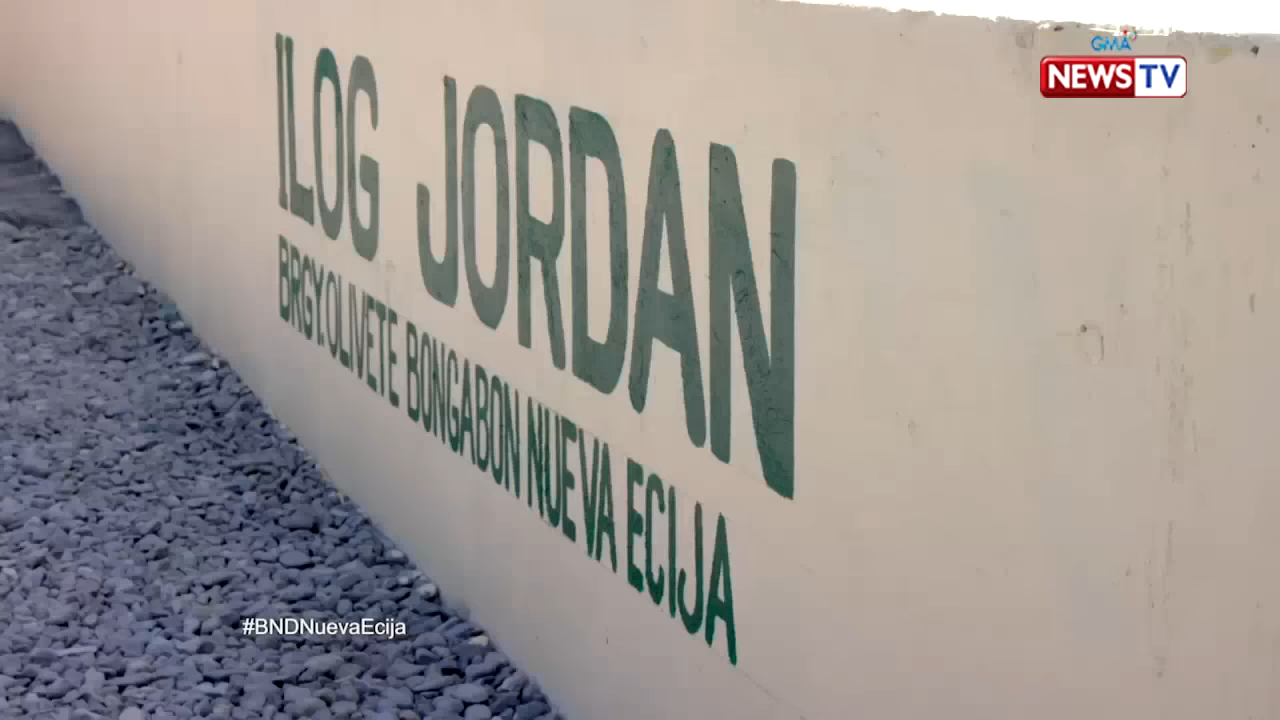 GMA
NEWS TV
ILOG JORDAN
BRGY. OLIVETE BONGABON NUEVA ECIJA
#BNDNuevaEcija